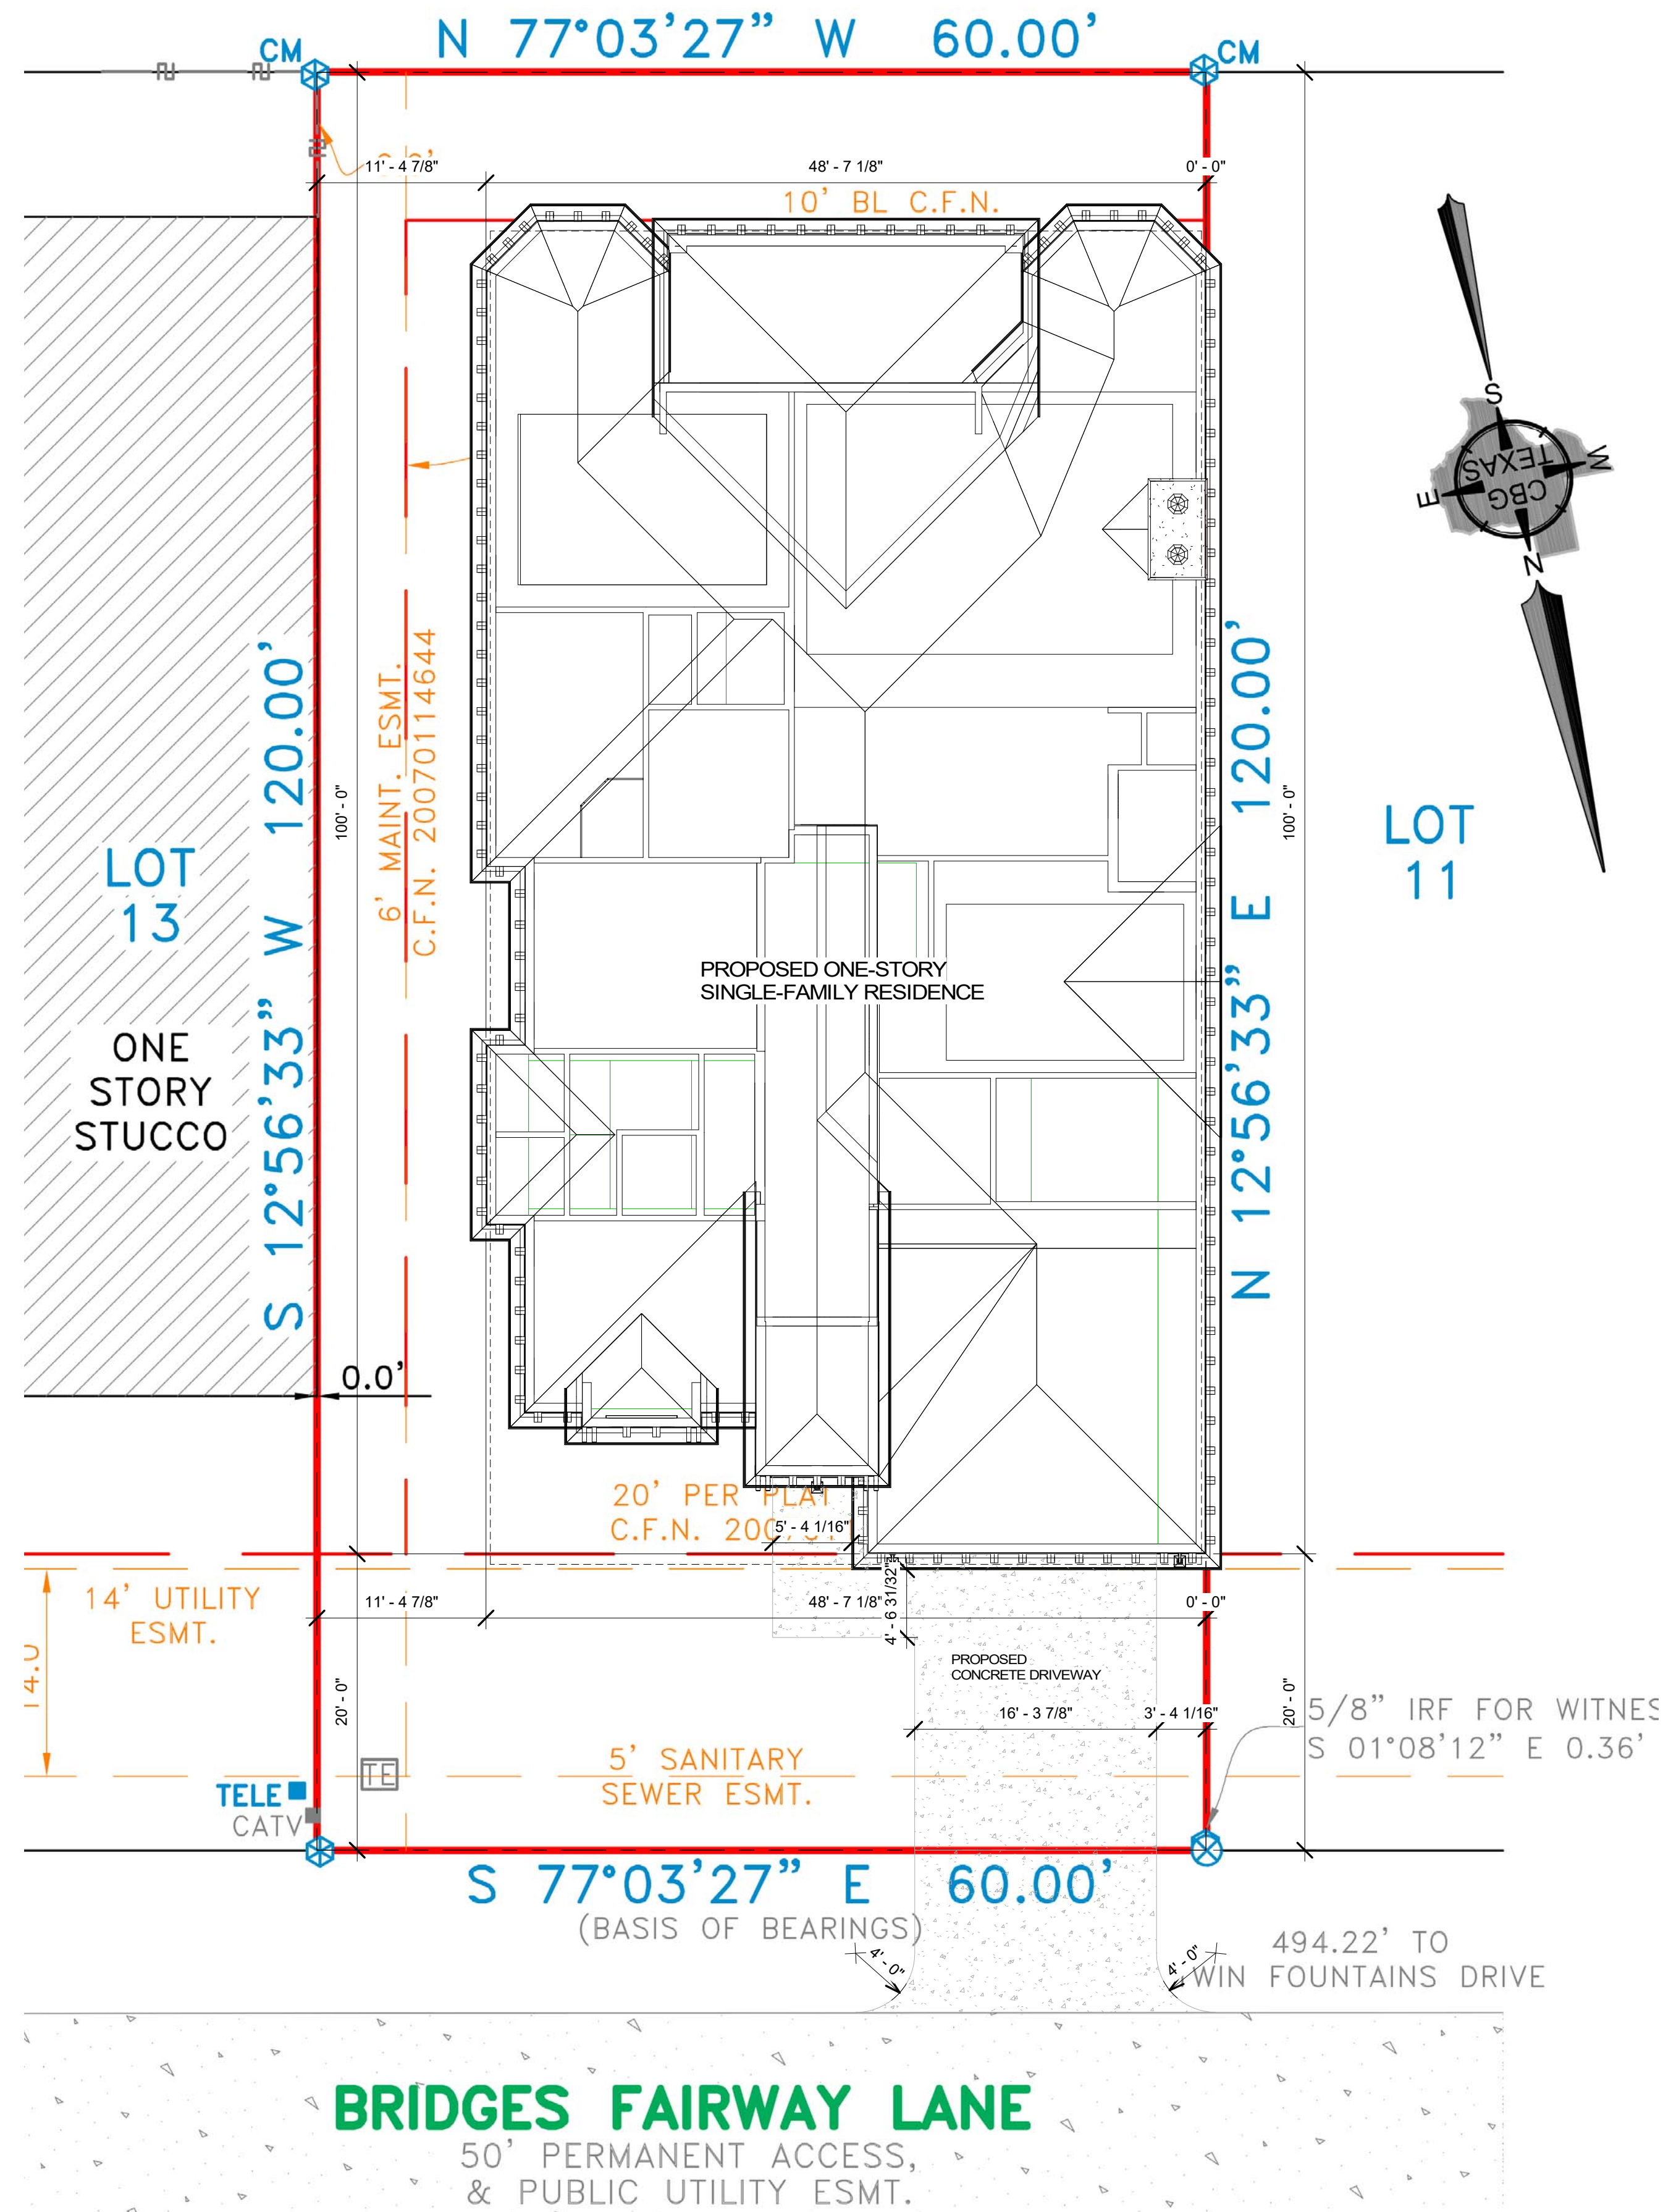 N 77°03'27” W 60.00'
CM
CM
11' - 4 7/8"
48' - 7 1/8"
0' - 0"
10' BL C.F.N.
S
W
E
N
TEXAS
CBG
6' MAINT. ESMT.
C.F.N. 20070114644
S 12°56'33” W 120.00'
N 12°56'33” E 120.00'
100' - 0"
100' - 0"
LOT
13
LOT
11
ONE
STORY
STUCCO
PROPOSED ONE-STORY
SINGLE-FAMILY RESIDENCE
0.0'
20' PER PLAT
C.F.N.
5' - 4 1/16"
4' - 6 31/32"
14' UTILITY
ESMT.
11' - 4 7/8"
48' - 7 1/8"
0' - 0"
PROPOSED
CONCRETE DRIVEWAY
16' - 3 7/8"
3' - 4 1/16"
20' - 0"
20' - 0"
5/8” IRF FOR
S 01°08'12” E 0.36'
5' SANITARY
SEWER ESMT.
TE
TELE
CATV
S 77°03'27” E 60.00'
(BASIS OF BEARINGS)
4' - 0"
4' - 0"
494.22' TO
WIN FOUNTAINS DRIVE
BRIDGES FAIRWAY LANE
50' PERMANENT ACCESS,
& PUBLIC UTILITY ESMT.